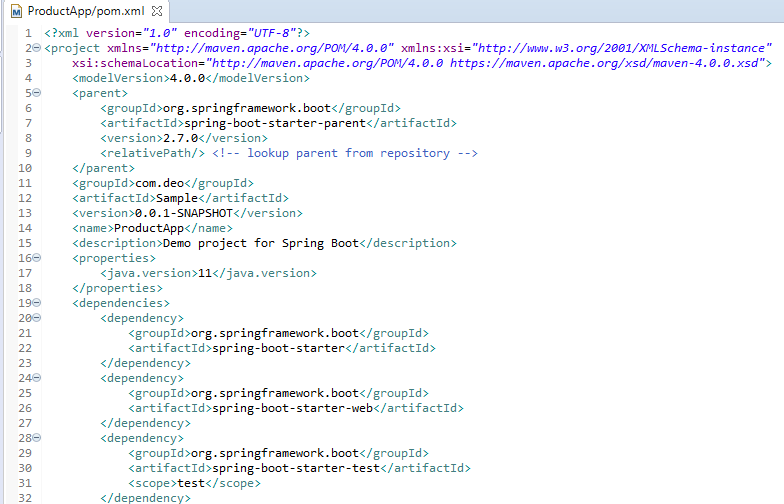 ProductApp/pom.xml
1 <?xml version="1.0" encoding="UTF-8"?>
2 <project xmlns="http://maven.apache.org/POM/4.0.0" xmlns:xsi="http://www.w3.org/2001/XMLSchema-instance"
3     xsi:schemaLocation="http://maven.apache.org/POM/4.0.0 https://maven.apache.org/xsd/maven-4.0.0.xsd">
4     <modelVersion>4.0.0</modelVersion>
5     <parent>
6         <groupId>org.springframework.boot</groupId>
7         <artifactId>spring-boot-starter-parent</artifactId>
8         <version>2.7.0</version>
9         <relativePath/> <!-- lookup parent from repository -->
10     </parent>
11     <groupId>com.deo</groupId>
12     <artifactId>Sample</artifactId>
13     <version>0.0.1-SNAPSHOT</version>
14     <name>ProductApp</name>
15     <description>Demo project for Spring Boot</description>
16     <properties>
17         <java.version>11</java.version>
18     </properties>
19     <dependencies>
20         <dependency>
21             <groupId>org.springframework.boot</groupId>
22             <artifactId>spring-boot-starter</artifactId>
23         </dependency>
24         <dependency>
25             <groupId>org.springframework.boot</groupId>
26             <artifactId>spring-boot-starter-web</artifactId>
27         </dependency>
28         <dependency>
29             <groupId>org.springframework.boot</groupId>
30             <artifactId>spring-boot-starter-test</artifactId>
31             <scope>test</scope>
32         </dependency>